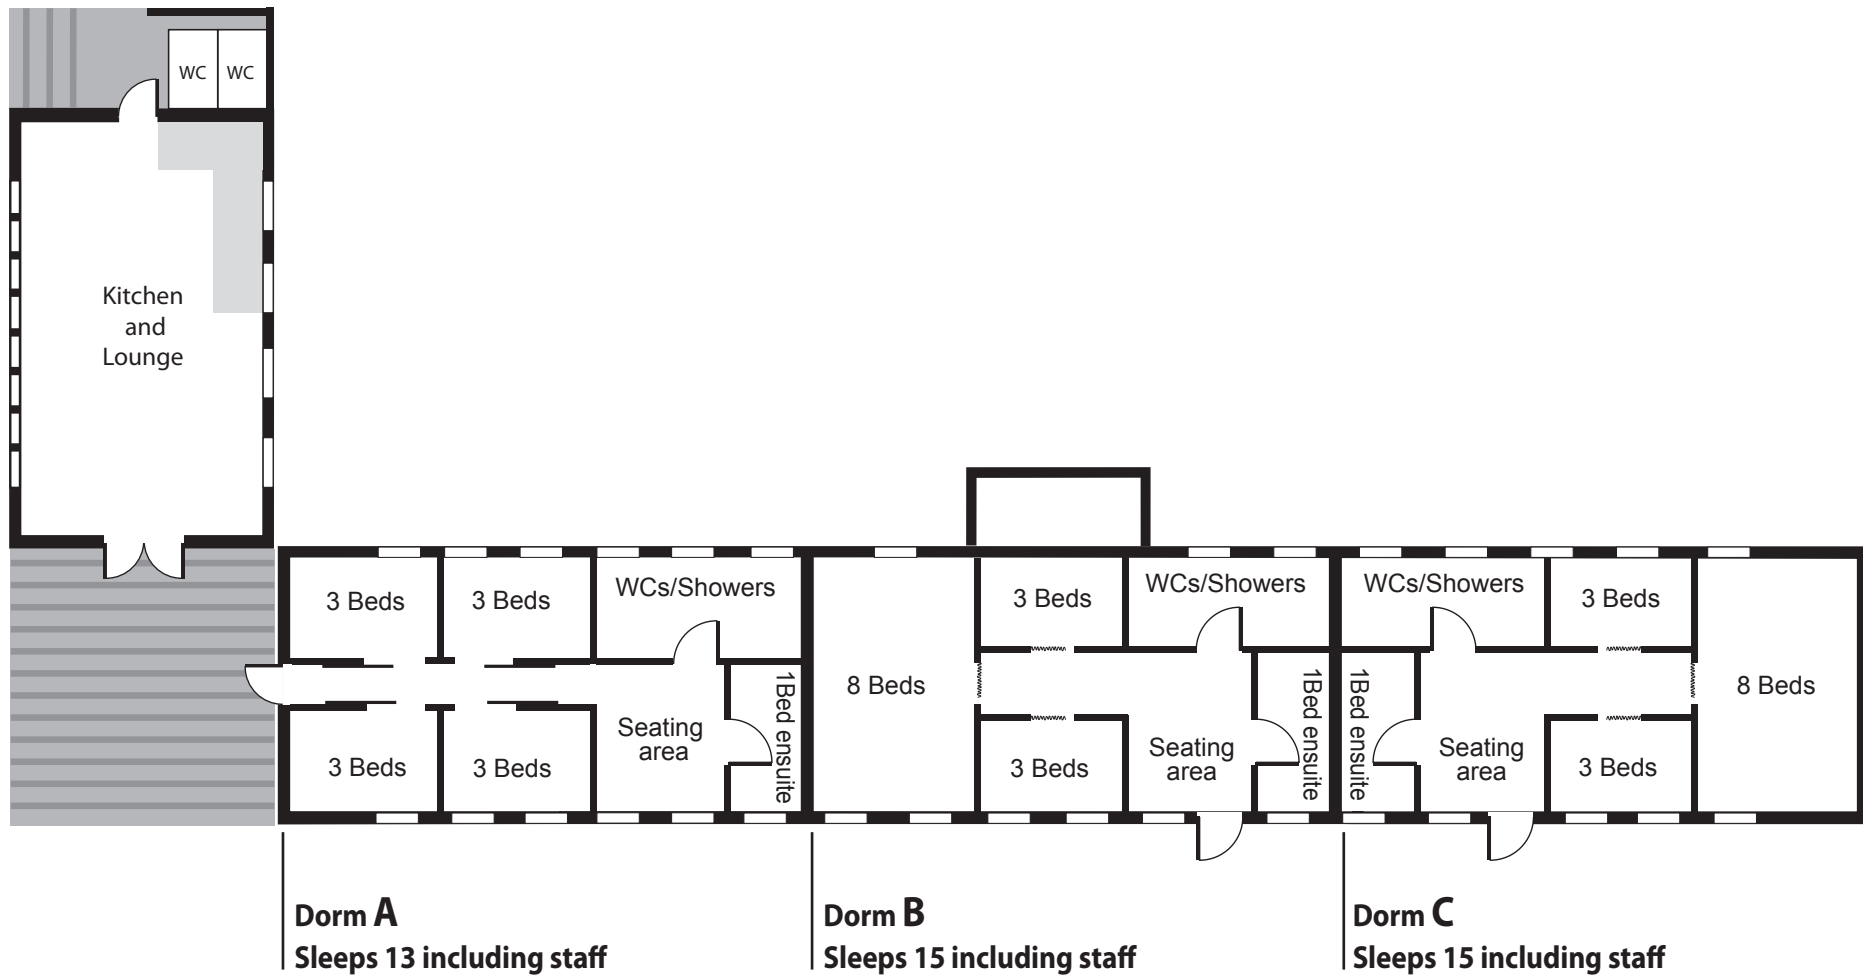 WC
WC
Kitchen
and
Lounge
3 Beds
3 Beds
WCs/Showers
3 Beds
3 Beds
Seating
area
1Bed ensuite
8 Beds
3 Beds
WCs/Showers
3 Beds
Seating
area
1Bed ensuite
WCs/Showers
3 Beds
1Bed ensuite
Seating
area
3 Beds
8 Beds
Dorm A
Sleeps 13 including staff
Dorm B
Sleeps 15 including staff
Dorm C
Sleeps 15 including staff